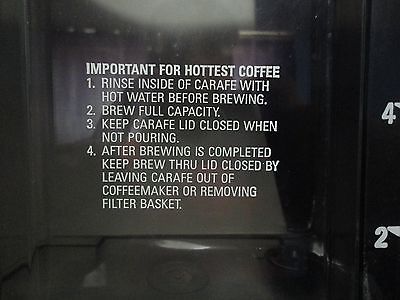 IMPORTANT FOR HOTTEST COFFEE
1. RINSE INSIDE OF CARAFE WITH
HOT WATER BEFORE BREWING.
2. BREW FULL CAPACITY.
3. KEEP CARAFE LID CLOSED WHEN
NOT POURING.
4. AFTER BREWING IS COMPLETED
KEEP BREW THRU LID CLOSED BY
LEAVING CARAFE OUT OF
COFFEEMAKER OR REMOVING
FILTER BASKET.
4
2